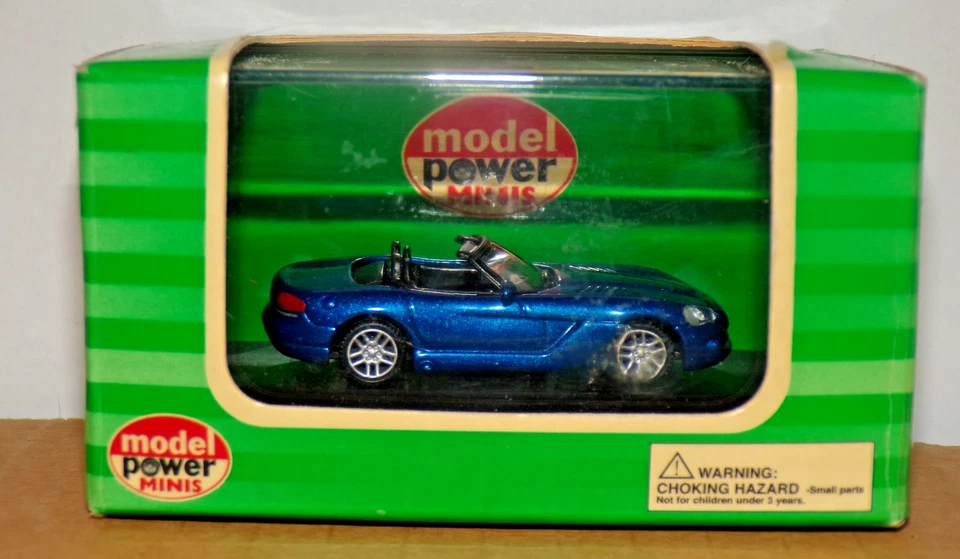 model
power
MINIS
model
power
MINIS
WARNING:
CHOKING HAZARD -Small parts
Not for children under 3 years.